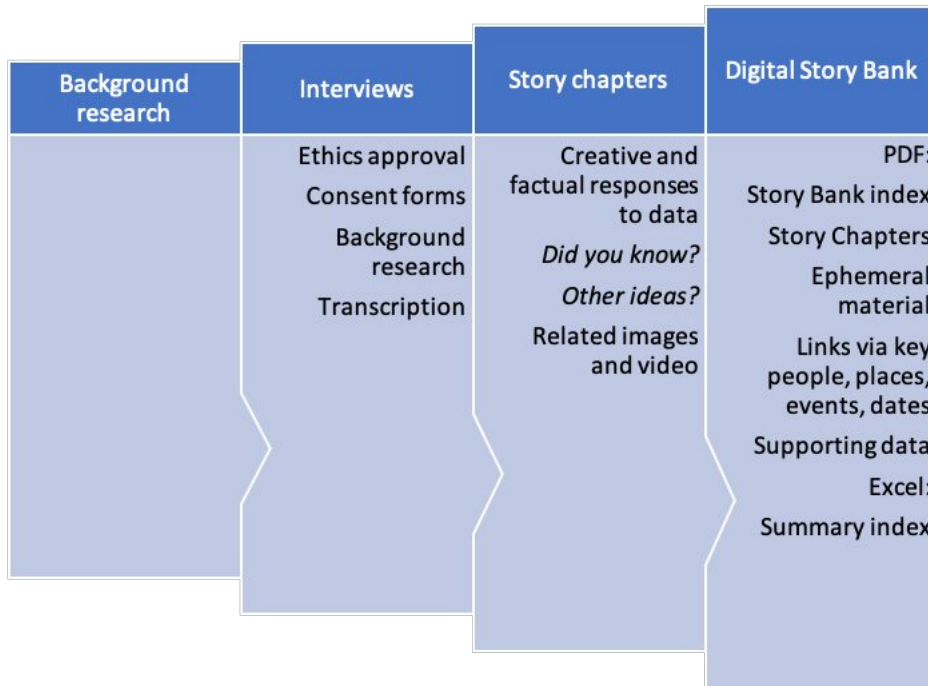 Background
research
Interviews
Ethics approval
Consent forms
Background
research
Transcription
Story chapters
Creative and
factual responses
to data
Did you know?
Other ideas?
Related images
and video
Digital Story Bank
PDF:
Story Bank index
Story Chapters
Ephemeral
material
Links via key
people, places,
events, dates
Supporting data
Excel:
Summary index